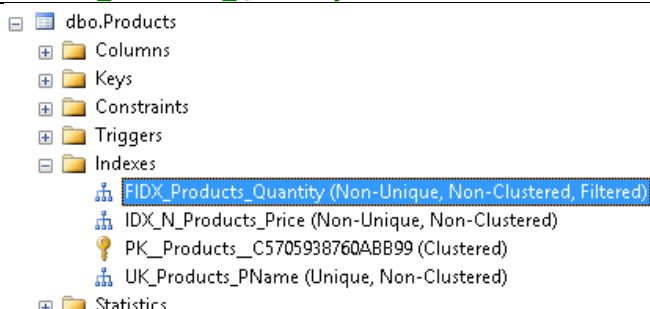 dbo.Products
Columns
Keys
Constraints
Triggers
Indexes
FIDX_Products_Quantity (Non-Unique, Non-Clustered, Filtered)
IDX_N_Products_Price (Non-Unique, Non-Clustered)
PK__Products__C5705938760ABB99 (Clustered)
UK_Products_PName (Unique, Non-Clustered)
Statistics